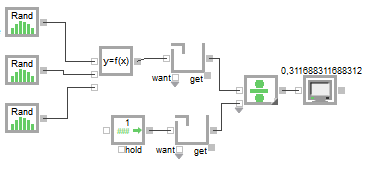 Rand
y=f(x)
0,311688311688312
want
get
Rand
Rand
1
hold
want
get